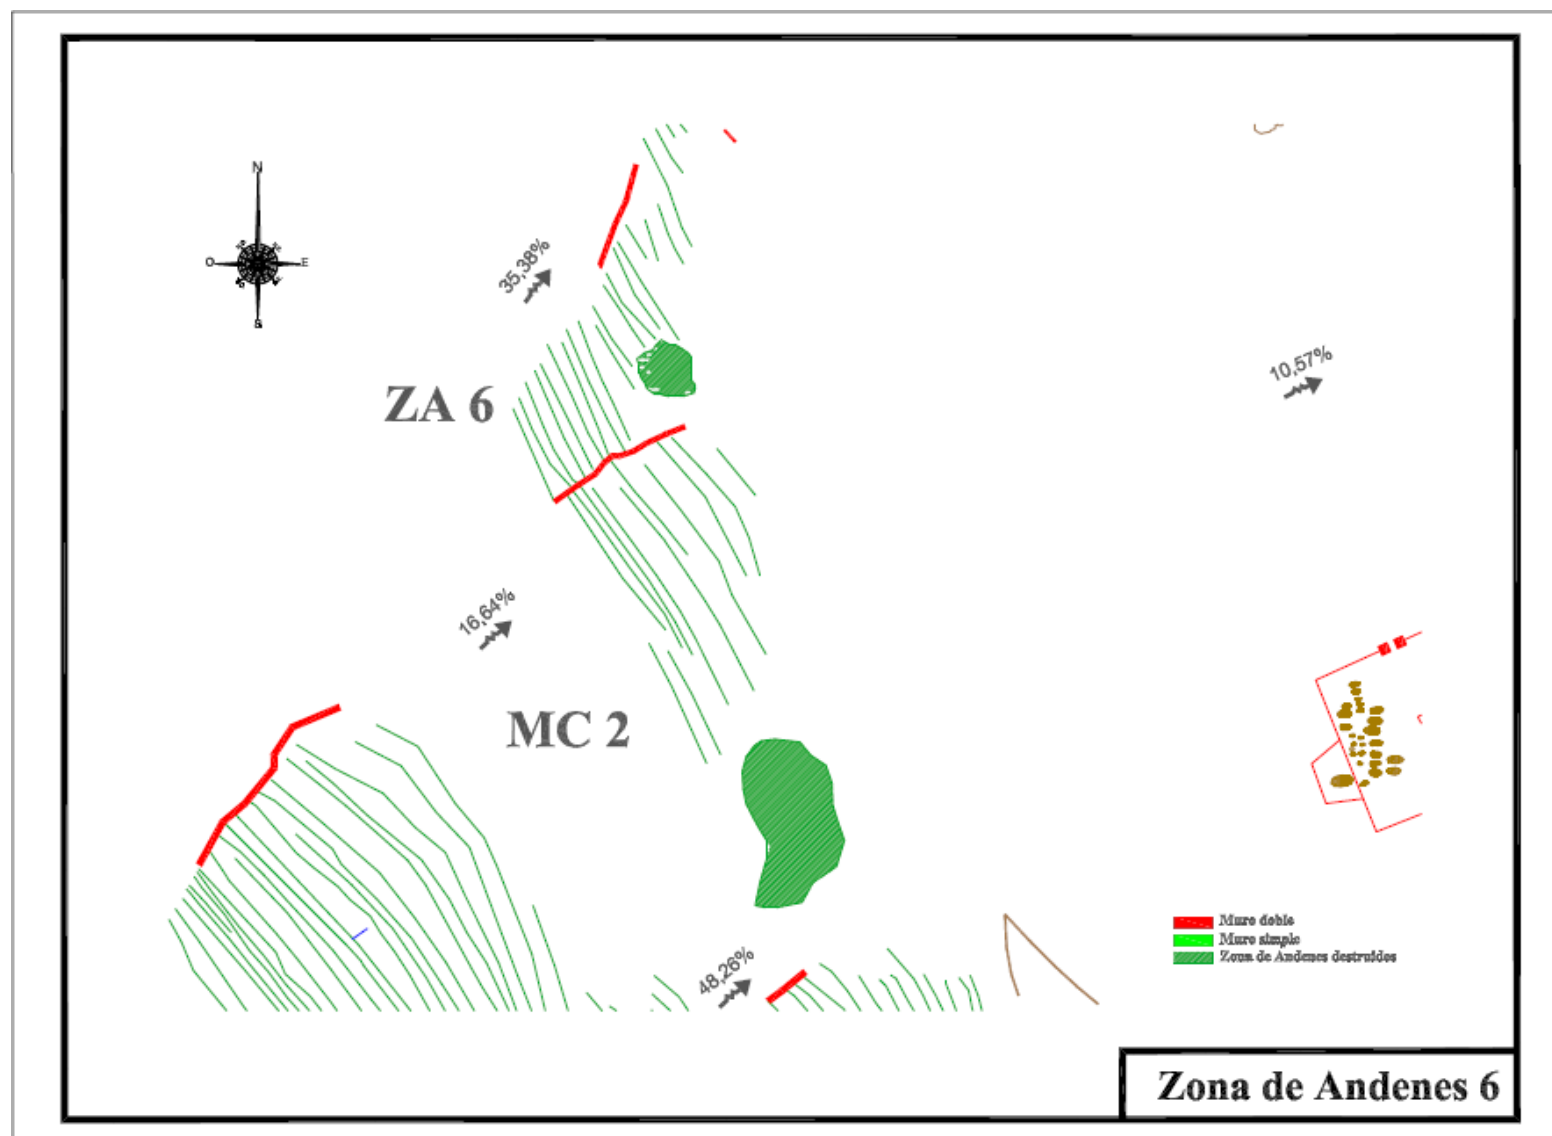 N
O
E
S
35,38%
ZA 6
10,57%
16,64%
MC 2
48,26%
Muro doble
Muro simple
Zona de Andenes destruidos
Zona de Andenes 6